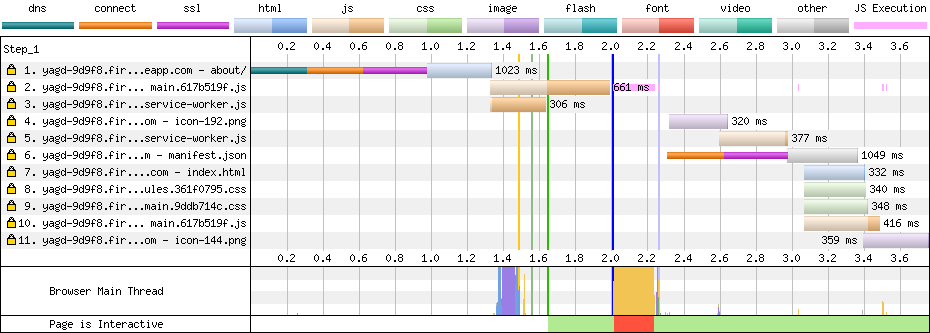 dns connect ssl html js css image flash font video other JS Execution
Step_1 0.2 0.4 0.6 0.8 1.0 1.2 1.4 1.6 1.8 2.0 2.2 2.4 2.6 2.8 3.0 3.2 3.4 3.6
1. yagd-9d9f8.fir...eapp.com - about/ 1023 ms
2. yagd-9d9f8.fir... main.617b519f.js 661 ms
3. yagd-9d9f8.fir...service-worker.js 306 ms
4. yagd-9d9f8.fir...om - icon-192.png 320 ms
5. yagd-9d9f8.fir...service-worker.js 377 ms
6. yagd-9d9f8.fir...m - manifest.json 1049 ms
7. yagd-9d9f8.fir....com - index.html 332 ms
8. yagd-9d9f8.fir...ules.361f0795.css 340 ms
9. yagd-9d9f8.fir...main.9ddb714c.css 348 ms
10. yagd-9d9f8.fir... main.617b519f.js 416 ms
11. yagd-9d9f8.fir...om - icon-144.png 359 ms
0.2 0.4 0.6 0.8 1.0 1.2 1.4 1.6 1.8 2.0 2.2 2.4 2.6 2.8 3.0 3.2 3.4 3.6
Browser Main Thread
Page is Interactive